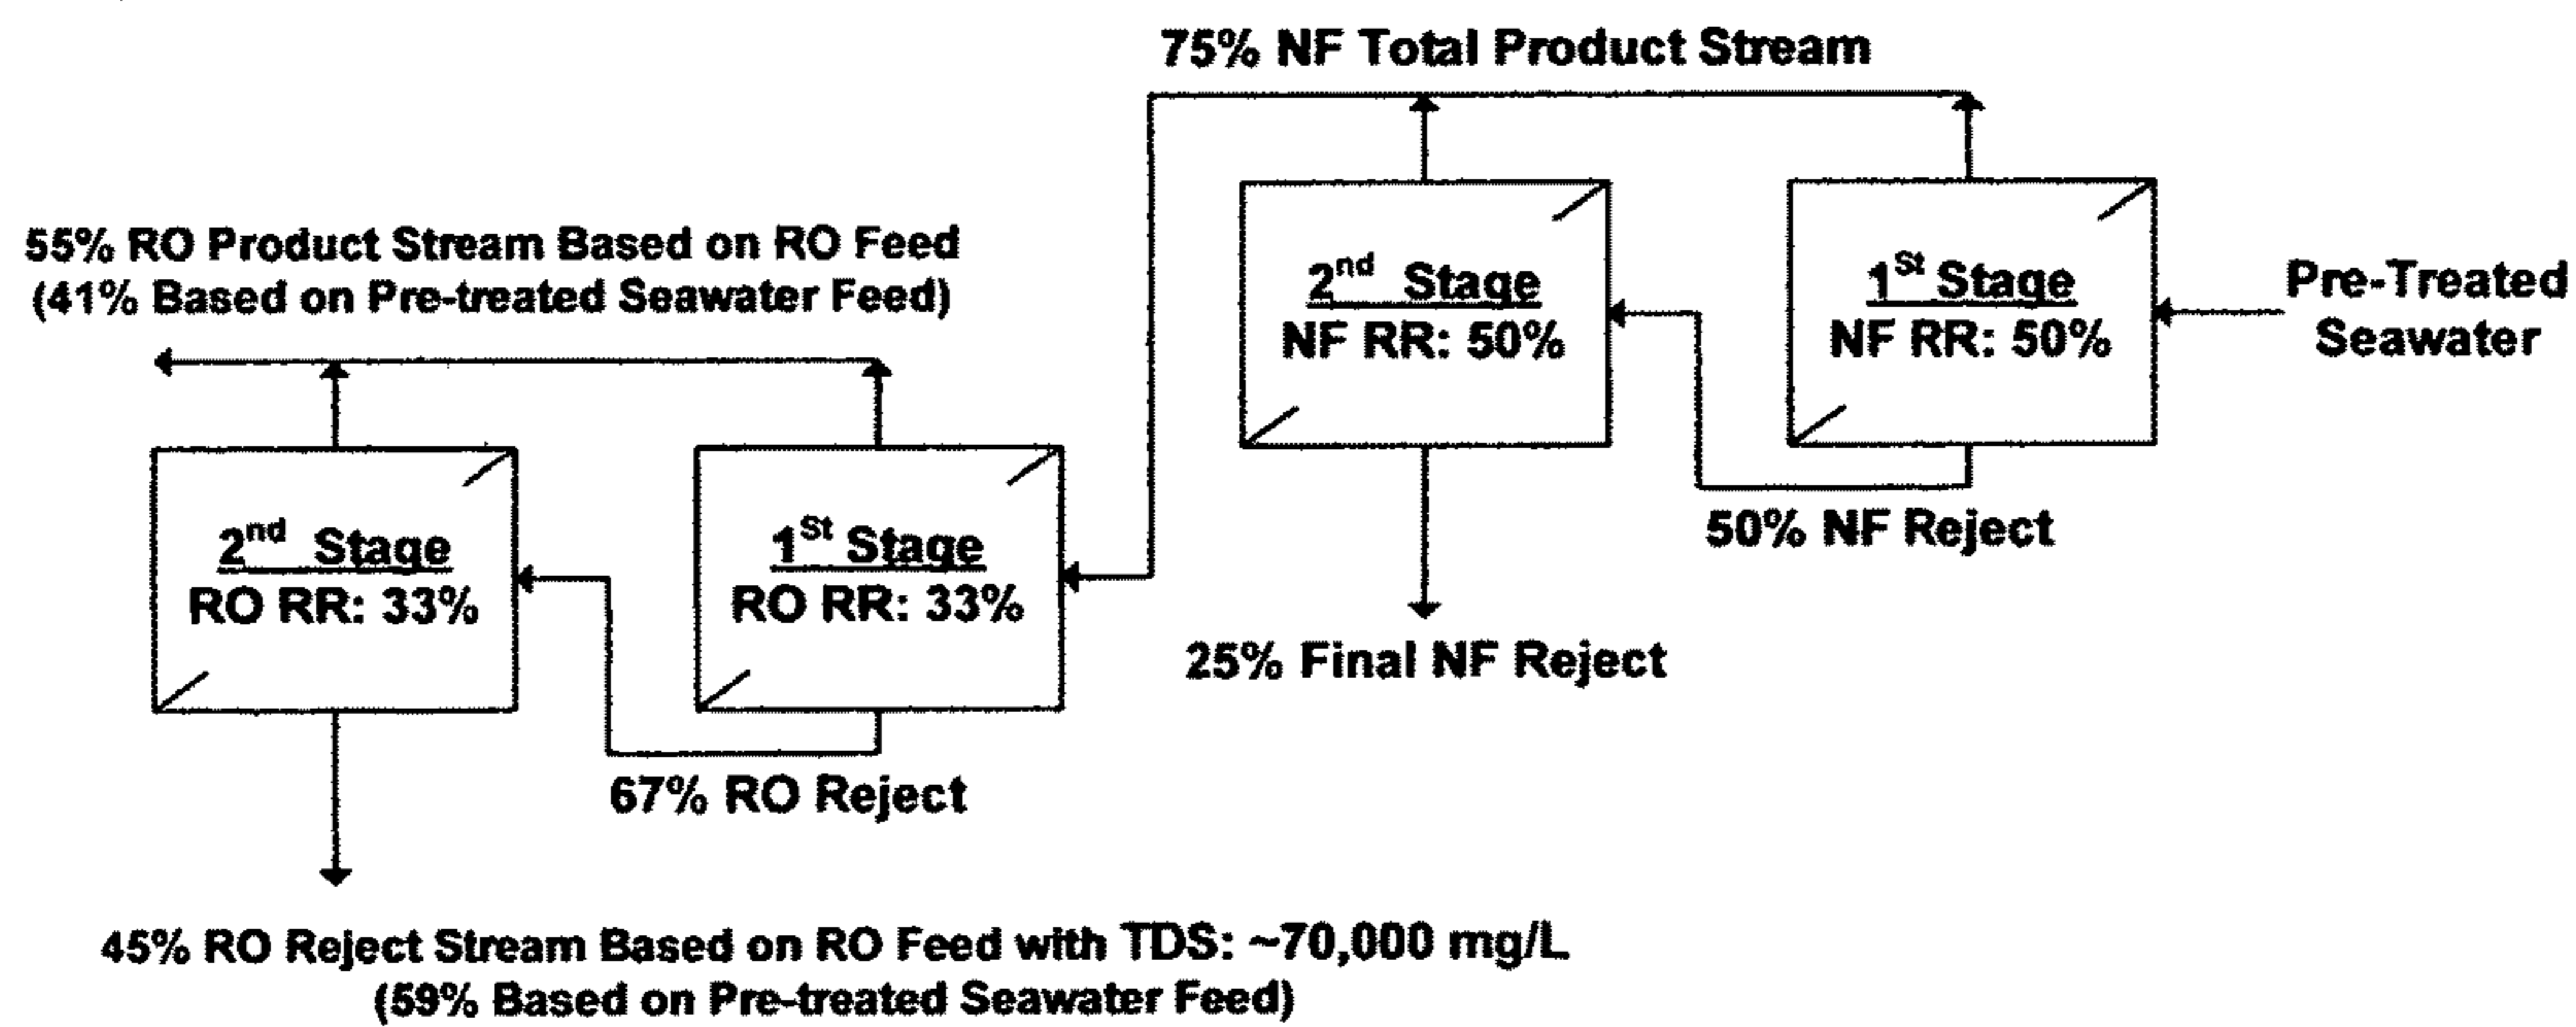 75% NF Total Product Stream
55% RO Product Stream Based on RO Feed
(41% Based on Pre-treated Seawater Feed)
2nd Stage
NF RR: 50%
1St Stage
NF RR: 50%
Pre-Treated
Seawater
50% NF Reject
2nd Stage
RO RR: 33%
1St Stage
RO RR: 33%
25% Final NF Reject
67% RO Reject
45% RO Reject Stream Based on RO Feed with TDS: ~70,000 mg/L
(59% Based on Pre-treated Seawater Feed)